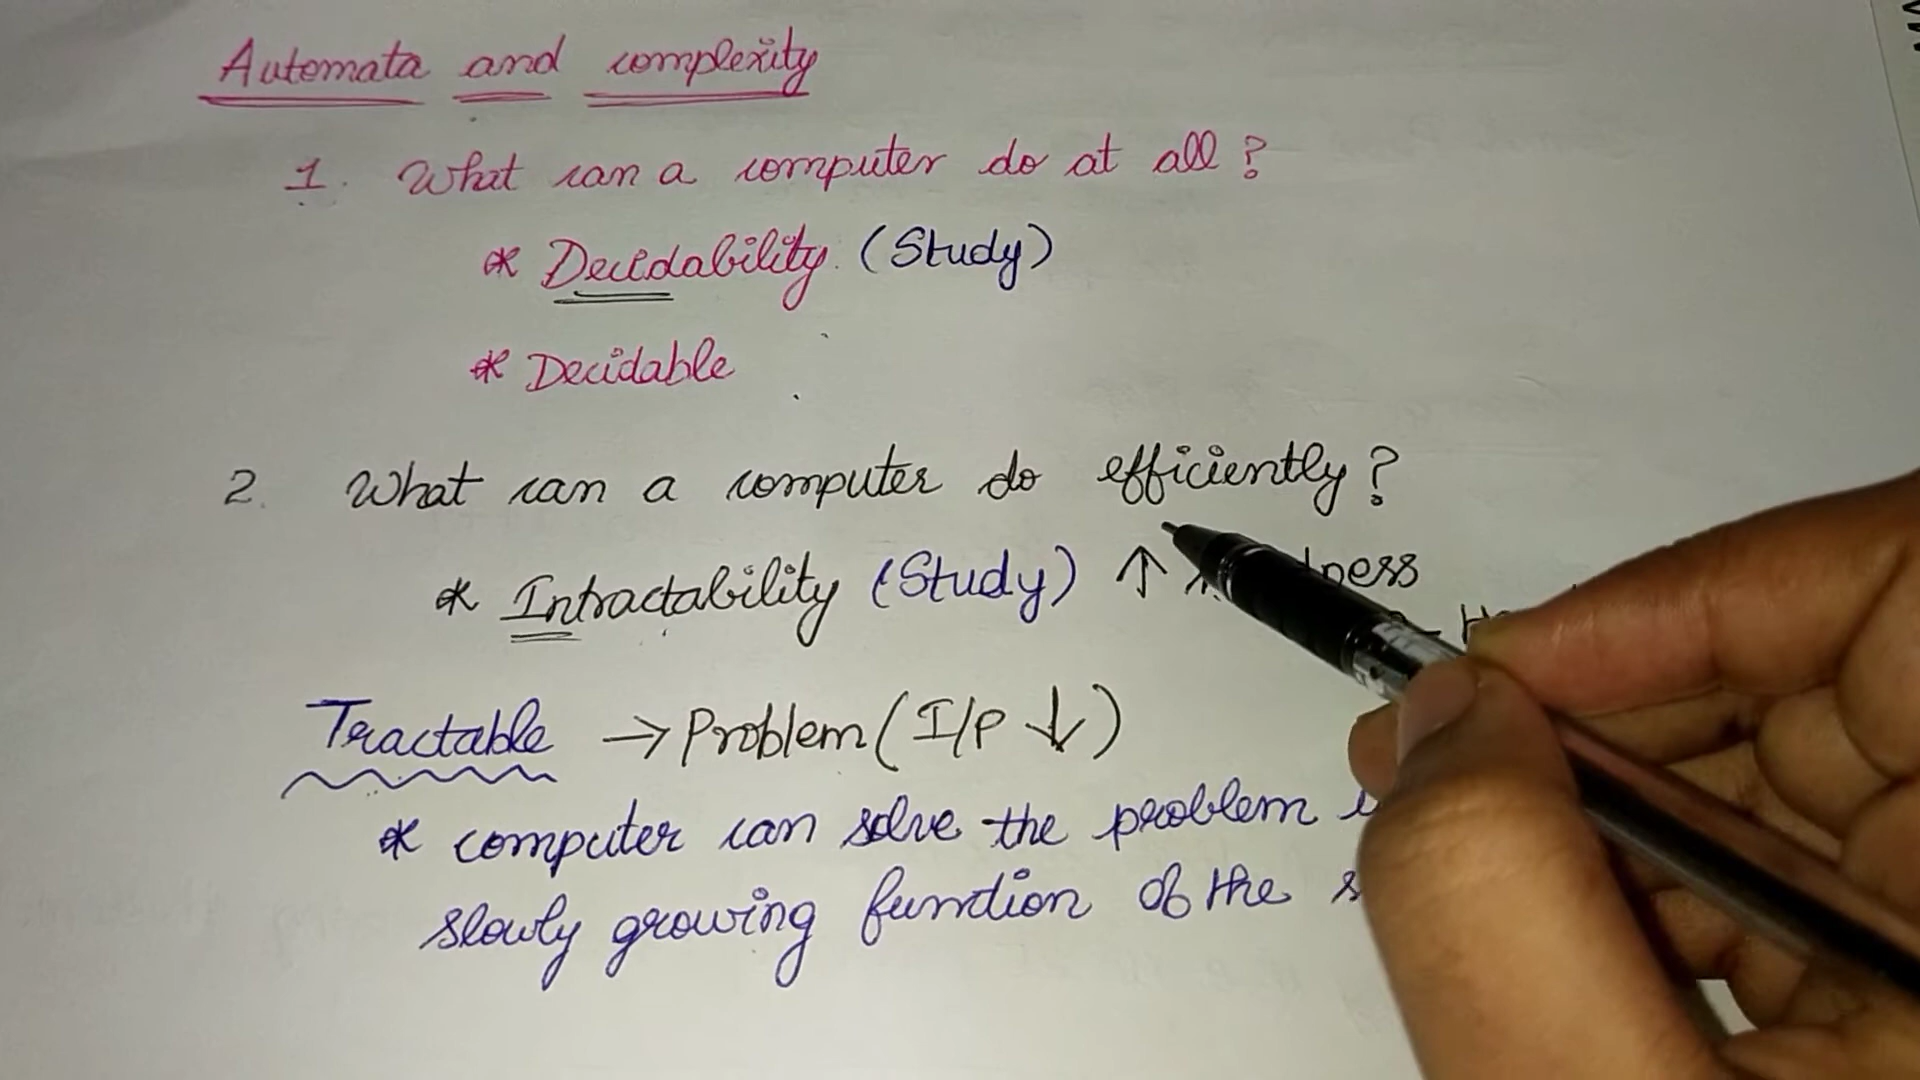 Automata and complexity
1. What can a computer do at all?
* Decidability (Study)
* Decidable
2. What can a computer do efficiently?
* Intractability (Study) ↑
Tractable → Problem (I/P ↓)
* computer can solve the problem
slowly growing function of the